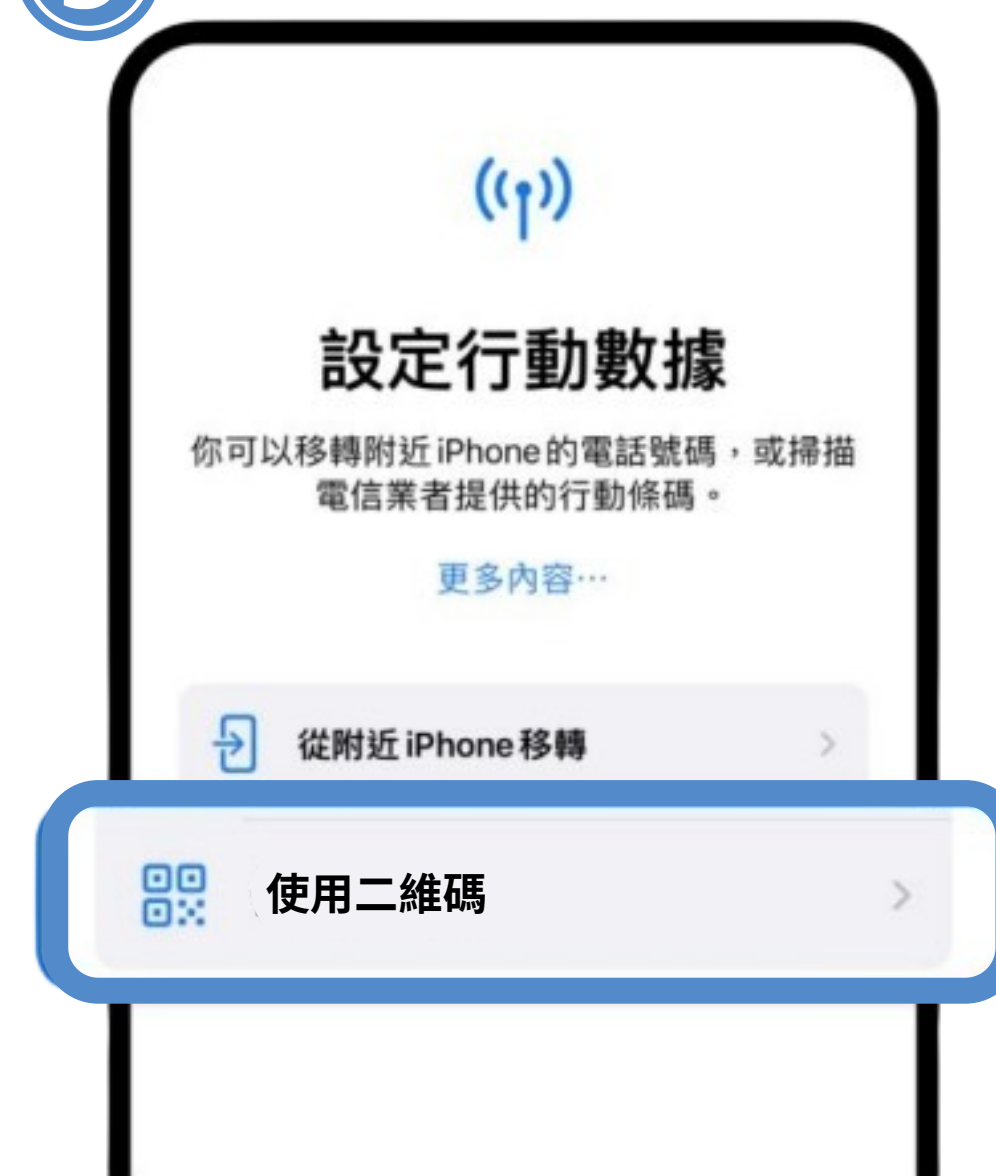 設定行動數據
你可以移轉附近 iPhone 的電話號碼，或掃描
電信業者提供的行動條碼。
更多內容⋯
從附近 iPhone 移轉
使用二維碼